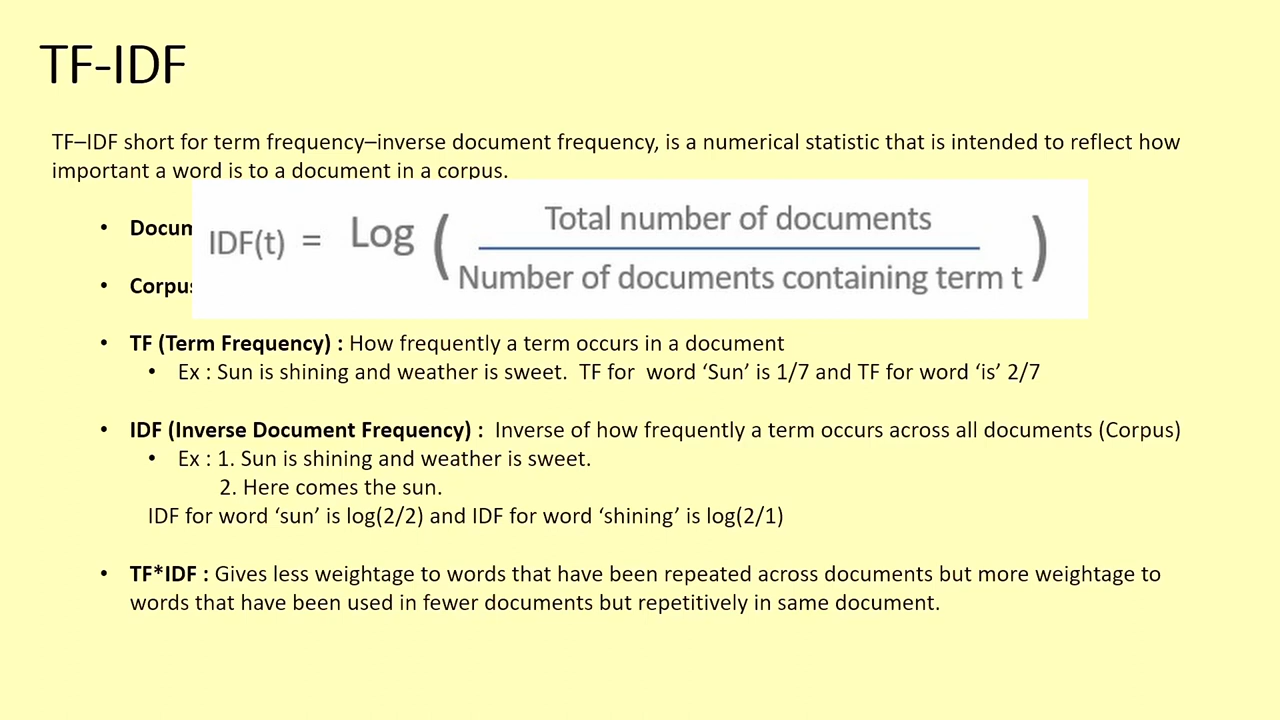 TF-IDF
TF–IDF short for term frequency–inverse document frequency, is a numerical statistic that is intended to reflect how
important a word is to a document in a corpus.
IDF(t) = Log ( Total number of documents
Number of documents containing term t )
• TF (Term Frequency) : How frequently a term occurs in a document
• Ex : Sun is shining and weather is sweet. TF for word ‘Sun’ is 1/7 and TF for word ‘is’ 2/7
• IDF (Inverse Document Frequency) : Inverse of how frequently a term occurs across all documents (Corpus)
• Ex : 1. Sun is shining and weather is sweet.
2. Here comes the sun.
IDF for word ‘sun’ is log(2/2) and IDF for word ‘shining’ is log(2/1)
• TF*IDF : Gives less weightage to words that have been repeated across documents but more weightage to
words that have been used in fewer documents but repetitively in same document.